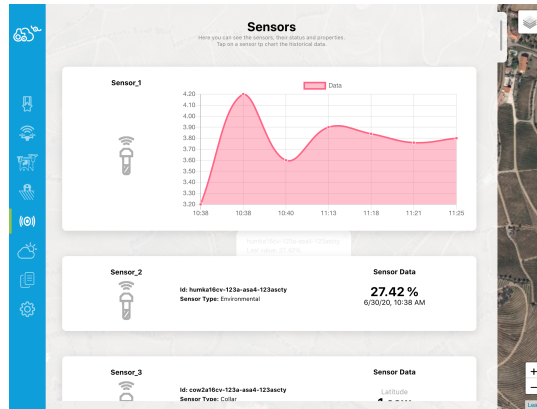 Sensors
Here you can see the sensors, their status and properties.
Tap on a sensor tp chart the historical data.
Sensor_1
Data
4.20
4.10
4.00
3.90
3.80
3.70
3.60
3.50
3.40
3.30
3.20
10:38 10:38 10:40 11:13 11:18 11:21 11:25
Sensor_2
Sensor Data
Id: humka16cv-123a-asa4-123ascty
Sensor Type: Environmental
27.42 %
6/30/20, 10:38 AM
Sensor_3
Sensor Data
Id: cow2a16cv-123a-asa4-123ascty
Sensor Type: Collar
Latitude
+
−